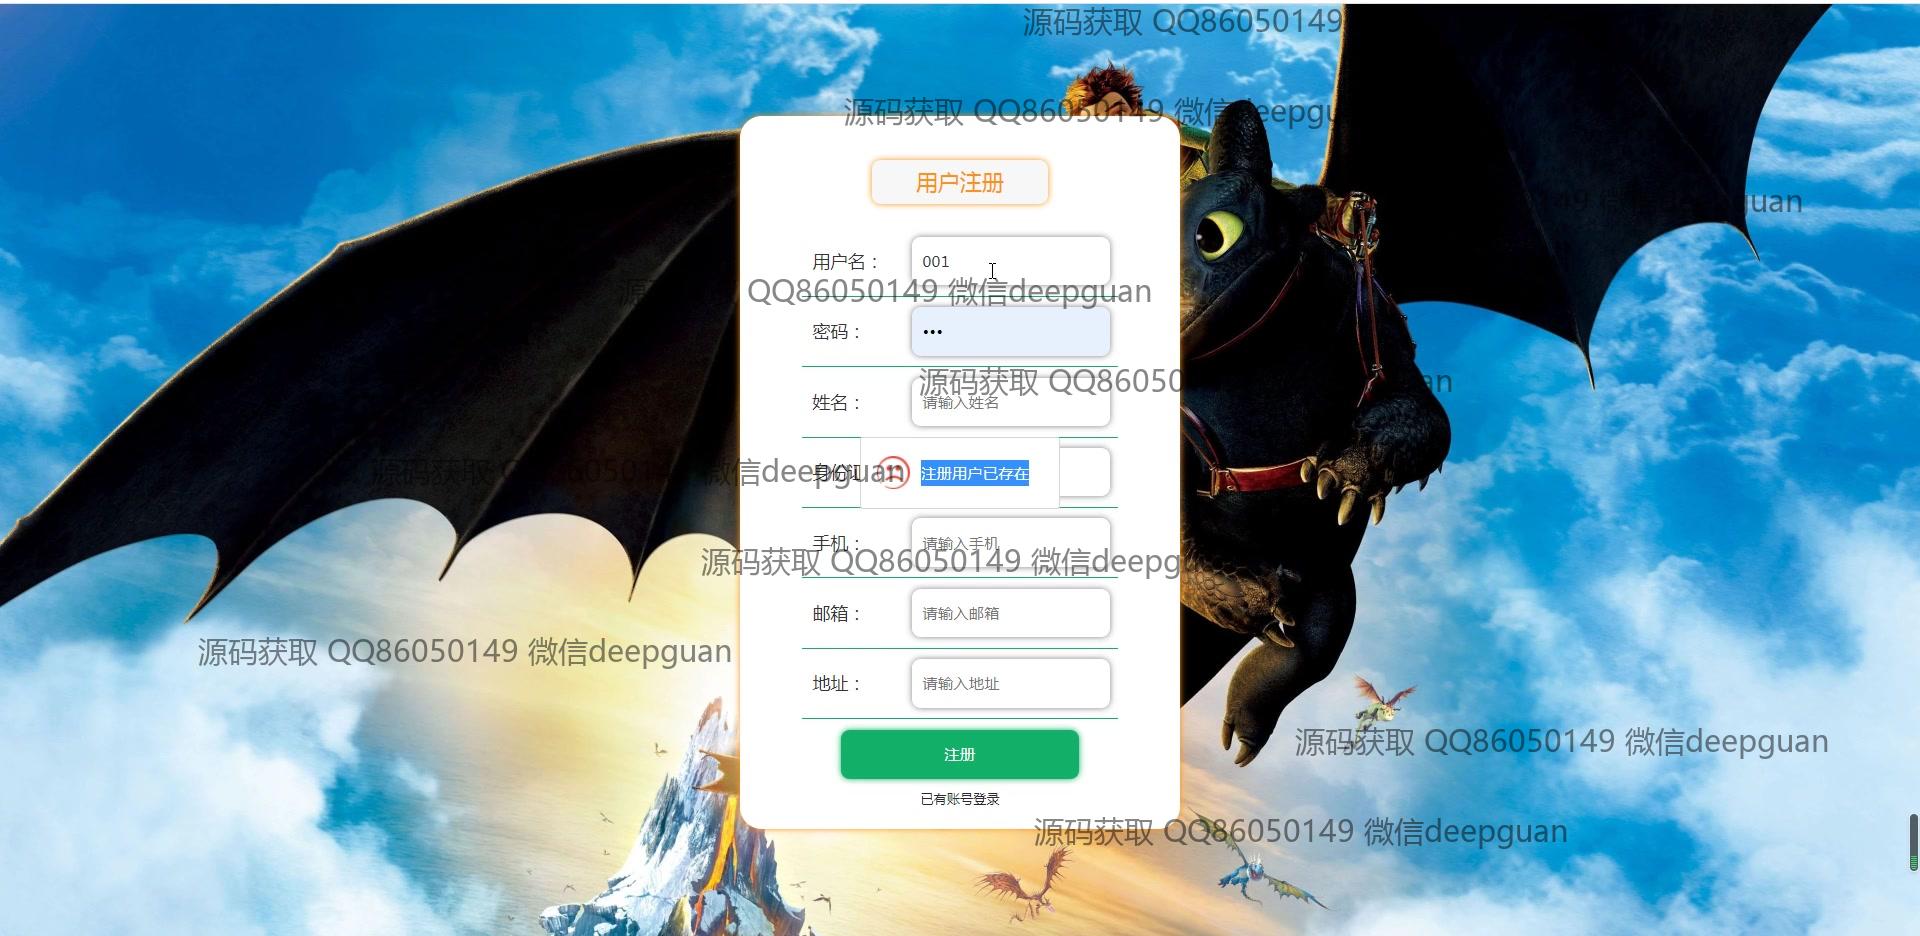 源码获取 QQ86050149
源码获取 QQ86050149 微信deepgu
用户注册
149 微信deepguan
用户名：
001
源码获取 QQ86050149 微信deepguan
密码：
•••
源码获取 QQ86050
an
姓名：
请输入姓名
源码获取 QQ86050149 微信deepguan
身份证
注册用户已存在
手机：
请输入手机
源码获取 QQ86050149 微信deepgu
邮箱：
请输入邮箱
源码获取 QQ86050149 微信deepguan
地址：
请输入地址
源码获取 QQ86050149 微信deepguan
注册
已有账号登录
源码获取 QQ86050149 微信deepguan